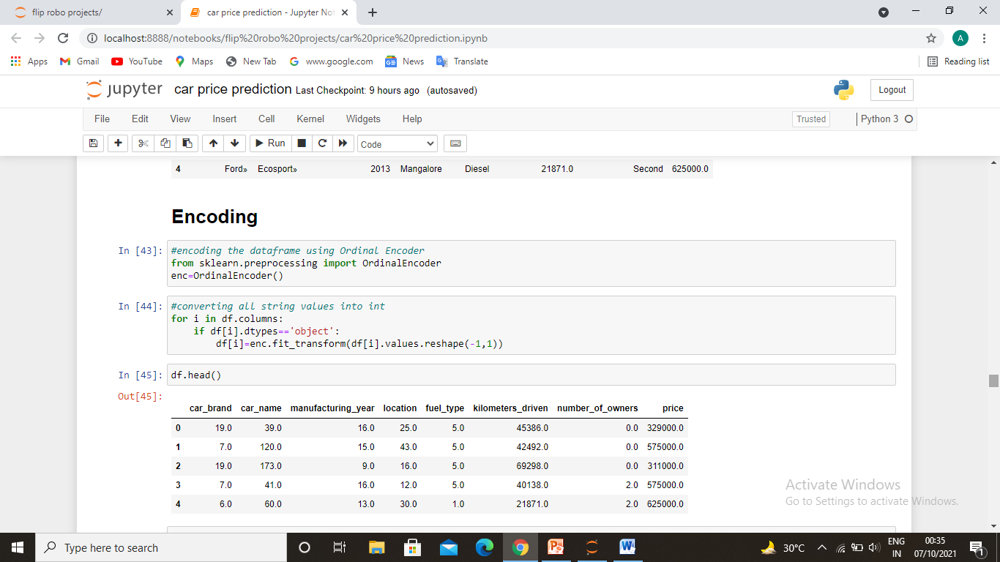 flip robo projects/
car price prediction - Jupyter Not
localhost:8888/notebooks/flip%20robo%20projects/car%20price%20prediction.ipynb
A
Apps Gmail YouTube Maps New Tab www.google.com News Translate Reading list
jupyter car price prediction Last Checkpoint: 9 hours ago (autosaved) Logout
File Edit View Insert Cell Kernel Widgets Help Trusted Python 3
Run Code
4 Ford» Ecosport» 2013 Mangalore Diesel 21871.0 Second 625000.0
Encoding
In [43]: #encoding the dataframe using Ordinal Encoder
from sklearn.preprocessing import OrdinalEncoder
enc=OrdinalEncoder()
In [44]: #converting all string values into int
for i in df.columns:
if df[i].dtypes=='object':
df[i]=enc.fit_transform(df[i].values.reshape(-1,1))
In [45]: df.head()
Out[45]:
car_brand car_name manufacturing_year location fuel_type kilometers_driven number_of_owners price
0 19.0 39.0 16.0 25.0 5.0 45386.0 0.0 329000.0
1 7.0 120.0 15.0 43.0 5.0 42492.0 0.0 575000.0
2 19.0 173.0 9.0 16.0 5.0 69298.0 0.0 311000.0
3 7.0 41.0 16.0 12.0 5.0 40138.0 2.0 575000.0
4 6.0 60.0 13.0 30.0 1.0 21871.0 2.0 625000.0
Activate Windows
Go to Settings to activate Windows.
Type here to search
30°C
ENG
IN
00:35
07/10/2021
1